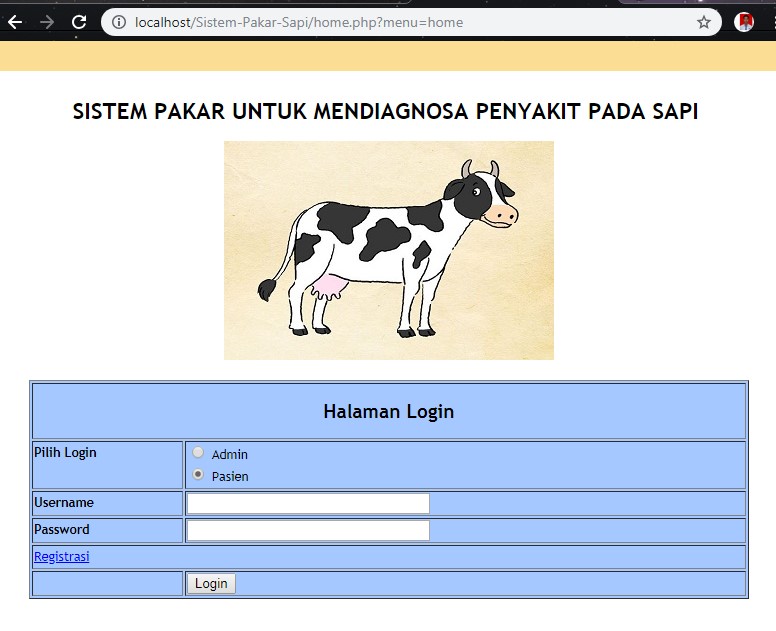 localhost/Sistem-Pakar-Sapi/home.php?menu=home
SISTEM PAKAR UNTUK MENDIAGNOSA PENYAKIT PADA SAPI
Halaman Login
Pilih Login
Admin
Pasien
Username
Password
Registrasi
Login